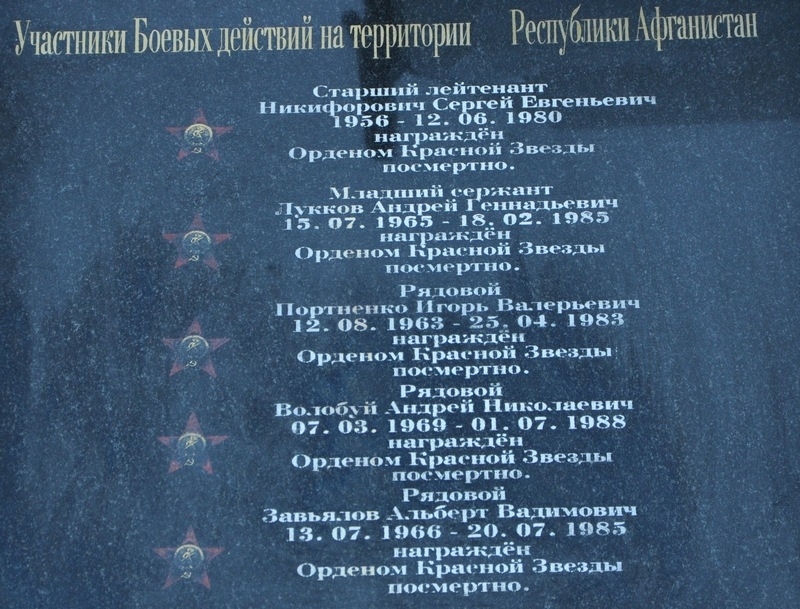 Участники Боевых действий на территории Республики Афганистан
Старший лейтенант
Никифорович Сергей Евгеньевич
1956 - 12. 06. 1980
награждён
Орденом Красной Звезды
посмертно.
Младший сержант
Лукков Андрей Геннадьевич
15. 07. 1965 - 18. 02. 1985
награждён
Орденом Красной Звезды
посмертно.
Рядовой
Портненко Игорь Валерьевич
12. 08. 1963 - 25. 04. 1983
награждён
Орденом Красной Звезды
посмертно.
Рядовой
Волобуй Андрей Николаевич
07. 03. 1969 - 01. 07. 1988
награждён
Орденом Красной Звезды
посмертно.
Рядовой
Завьялов Альберт Вадимович
13. 07. 1966 - 20. 07. 1985
награждён
Орденом Красной Звезды
посмертно.